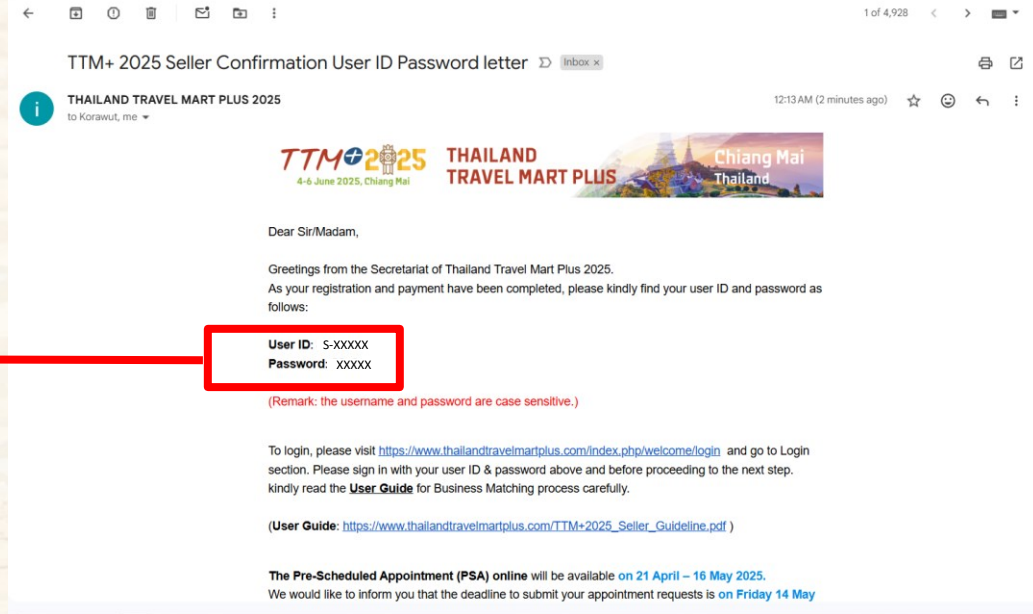 1 of 4,928
TTM+ 2025 Seller Confirmation User ID Password letter Inbox ×
i
THAILAND TRAVEL MART PLUS 2025 12:13 AM (2 minutes ago)
to Korawut, me
TTM+2025 THAILAND Chiang Mai
4-6 June 2025, Chiang Mai TRAVEL MART PLUS Thailand
Dear Sir/Madam,
Greetings from the Secretariat of Thailand Travel Mart Plus 2025.
As your registration and payment have been completed, please kindly find your user ID and password as
follows:
User ID: S-XXXXX
Password: XXXXX
(Remark: the username and password are case sensitive.)
To login, please visit https://www.thailandtravelmartplus.com/index.php/welcome/login and go to Login
section. Please sign in with your user ID & password above and before proceeding to the next step.
kindly read the User Guide for Business Matching process carefully.
(User Guide: https://www.thailandtravelmartplus.com/TTM+2025_Seller_Guideline.pdf )
The Pre-Scheduled Appointment (PSA) online will be available on 21 April – 16 May 2025.
We would like to inform you that the deadline to submit your appointment requests is on Friday 14 May